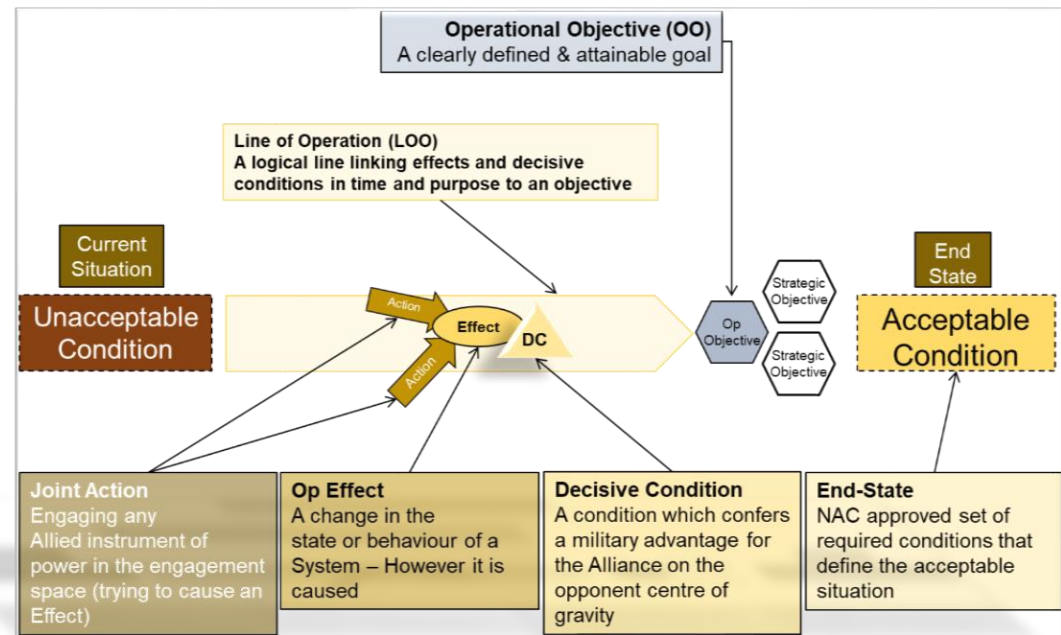 Operational Objective (OO)
A clearly defined & attainable goal
Line of Operation (LOO)
A logical line linking effects and decisive
conditions in time and purpose to an objective
Current
Situation
End
State
Unacceptable
Condition
Action
Action
Effect
DC
Op
Objective
Strategic
Objective
Strategic
Objective
Acceptable
Condition
Joint Action
Engaging any
Allied instrument of
power in the engagement
space (trying to cause an
Effect)
Op Effect
A change in the
state or behaviour of a
System – However it is
caused
Decisive Condition
A condition which confers
a military advantage for
the Alliance on the
opponent centre of
gravity
End-State
NAC approved set of
required conditions that
define the acceptable
situation